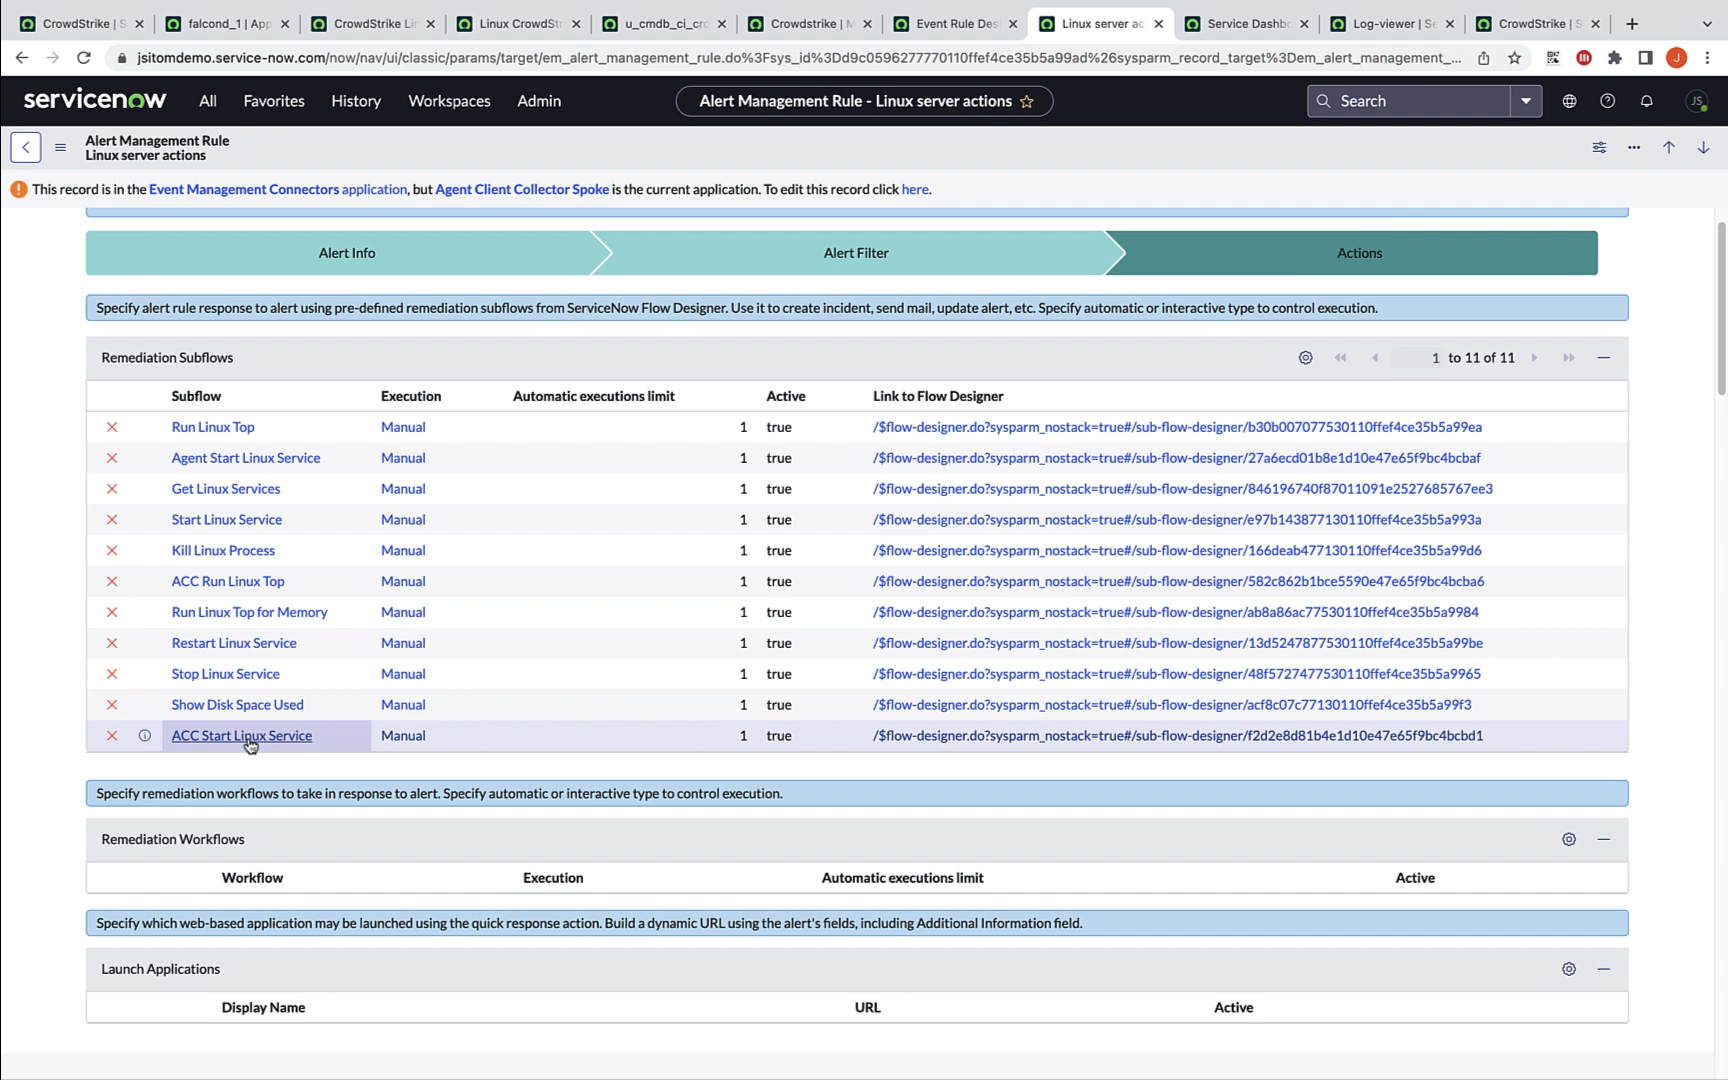 CrowdStrike | S
falcond_1 | App
CrowdStrike Lin
Linux CrowdStr
u_cmdb_ci_cro
Crowdstrike | M
Event Rule Des
Linux server ac
Service Dashbo
Log-viewer | Se
CrowdStrike | S
jsitomdemo.service-now.com/now/nav/ui/classic/params/target/em_alert_management_rule.do%3Fsys_id%3Dd9c0596277770110ffef4ce35b5a99ad%26sysparm_record_target%3Dem_alert_management_...
J
servicenow
All
Favorites
History
Workspaces
Admin
Alert Management Rule - Linux server actions
Search
JS
Alert Management Rule
Linux server actions
This record is in the Event Management Connectors application, but Agent Client Collector Spoke is the current application. To edit this record click here.
Alert Info
Alert Filter
Actions
Specify alert rule response to alert using pre-defined remediation subflows from ServiceNow Flow Designer. Use it to create incident, send mail, update alert, etc. Specify automatic or interactive type to control execution.
Remediation Subflows
1 to 11 of 11
Subflow Execution Automatic executions limit Active Link to Flow Designer
Run Linux Top Manual 1 true /$flow-designer.do?sysparm_nostack=true#/sub-flow-designer/b30b007077530110ffef4ce35b5a99ea
Agent Start Linux Service Manual 1 true /$flow-designer.do?sysparm_nostack=true#/sub-flow-designer/27a6ecd01b8e1d10e47e65f9bc4bcbaf
Get Linux Services Manual 1 true /$flow-designer.do?sysparm_nostack=true#/sub-flow-designer/846196740f87011091e2527685767ee3
Start Linux Service Manual 1 true /$flow-designer.do?sysparm_nostack=true#/sub-flow-designer/e97b143877130110ffef4ce35b5a993a
Kill Linux Process Manual 1 true /$flow-designer.do?sysparm_nostack=true#/sub-flow-designer/166deab477130110ffef4ce35b5a99d6
ACC Run Linux Top Manual 1 true /$flow-designer.do?sysparm_nostack=true#/sub-flow-designer/582c862b1bce5590e47e65f9bc4bcba6
Run Linux Top for Memory Manual 1 true /$flow-designer.do?sysparm_nostack=true#/sub-flow-designer/ab8a86ac77530110ffef4ce35b5a9984
Restart Linux Service Manual 1 true /$flow-designer.do?sysparm_nostack=true#/sub-flow-designer/13d5247877530110ffef4ce35b5a99be
Stop Linux Service Manual 1 true /$flow-designer.do?sysparm_nostack=true#/sub-flow-designer/48f5727477530110ffef4ce35b5a9965
Show Disk Space Used Manual 1 true /$flow-designer.do?sysparm_nostack=true#/sub-flow-designer/acf8c07c77130110ffef4ce35b5a99f3
ACC Start Linux Service Manual 1 true /$flow-designer.do?sysparm_nostack=true#/sub-flow-designer/f2d2e8d81b4e1d10e47e65f9bc4bcbd1
Specify remediation workflows to take in response to alert. Specify automatic or interactive type to control execution.
Remediation Workflows
Workflow Execution Automatic executions limit Active
Specify which web-based application may be launched using the quick response action. Build a dynamic URL using the alert's fields, including Additional Information field.
Launch Applications
Display Name URL Active